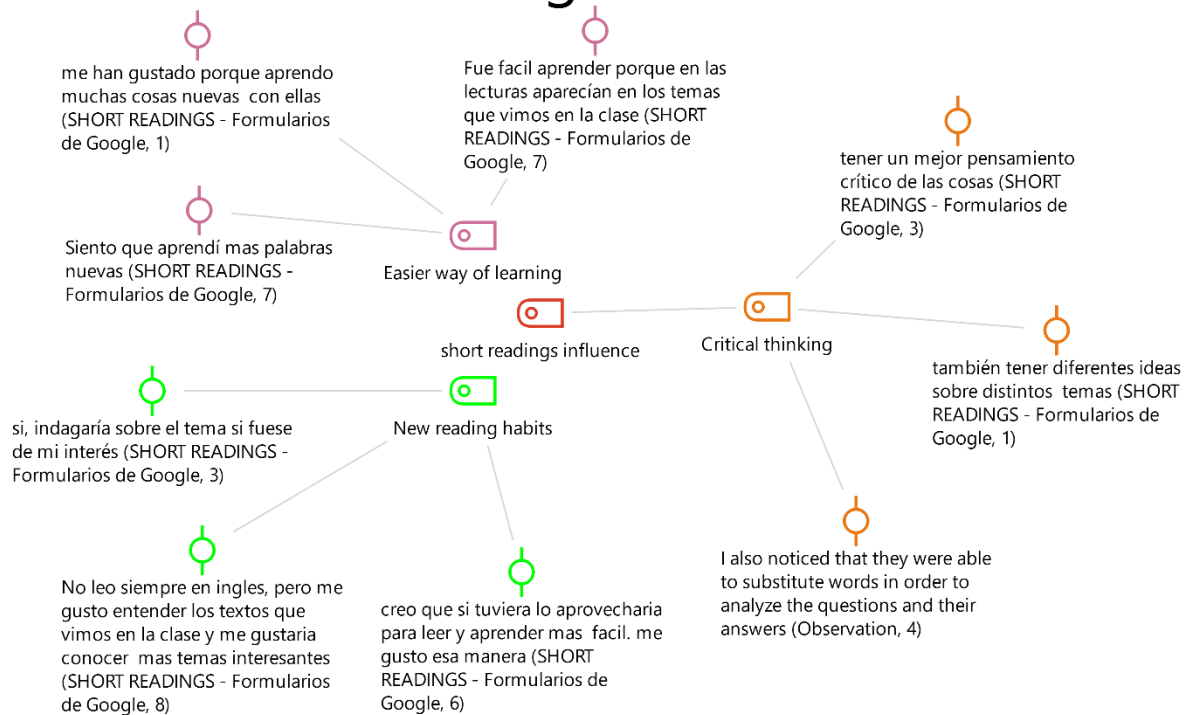 me han gustado porque aprendo
muchas cosas nuevas con ellas
(SHORT READINGS - Formularios
de Google, 1)
Fue facil aprender porque en las
lecturas aparecían en los temas
que vimos en la clase (SHORT
READINGS - Formularios de
Google, 7)
tener un mejor pensamiento
crítico de las cosas (SHORT
READINGS - Formularios de
Google, 3)
Siento que aprendí mas palabras
nuevas (SHORT READINGS -
Formularios de Google, 7)
Easier way of learning
short readings influence
Critical thinking
también tener diferentes ideas
sobre distintos temas (SHORT
READINGS - Formularios de
Google, 1)
si, indagaría sobre el tema si fuese
de mi interés (SHORT READINGS -
Formularios de Google, 3)
New reading habits
No leo siempre en ingles, pero me
gusto entender los textos que
vimos en la clase y me gustaria
conocer mas temas interesantes
(SHORT READINGS - Formularios
de Google, 8)
creo que si tuviera lo aprovecharia
para leer y aprender mas facil. me
gusto esa manera (SHORT
READINGS - Formularios de
Google, 6)
I also noticed that they were able
to substitute words in order to
analyze the questions and their
answers (Observation, 4)